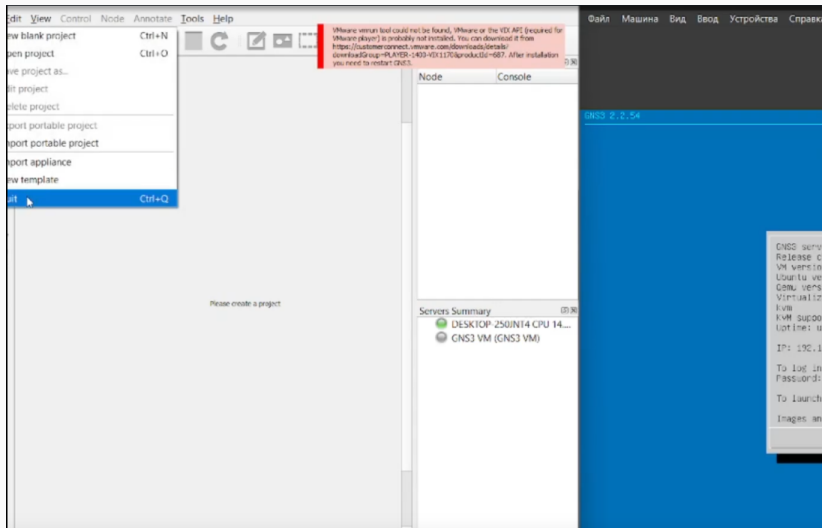 Edit View Control Node Annotate Tools Help
ew blank project Ctrl+N
pen project Ctrl+O
ve project as...
dit project
elete project
xport portable project
mport portable project
mport appliance
ew template
uit Ctrl+Q
VMware vmrun tool could not be found, VMware or the VIX API (required for
VMware player) is probably not installed. You can download it from
https://customerconnect.vmware.com/downloads/details/
downloadGroup=PLAYER-1400-VIX1170&productId=687. After installation
you need to restart GNS3.
Node Console
Please create a project
Servers Summary
DESKTOP-250JNT4 CPU 14....
GNS3 VM (GNS3 VM)
Файл Машина Вид Ввод Устройства Справка
GNS3 2.2.54
GNS3 serv
Release c
VM versio
Ubuntu ve
Qemu vers
Virtualiz
kvm
KVM suppo
Uptime: u
IP: 192.1
To log in
Password:
To launch
Images an